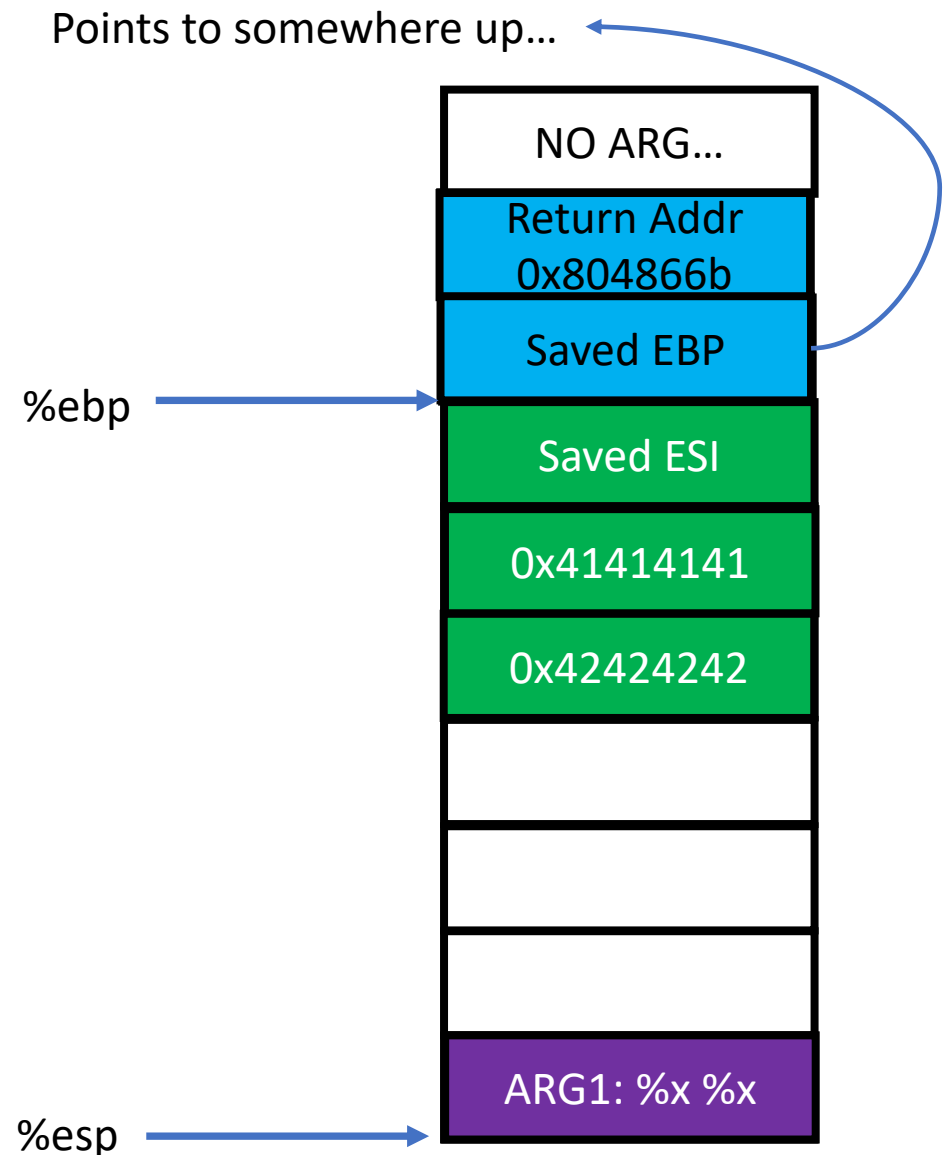 Points to somewhere up…
NO ARG…
Return Addr
0x804866b
Saved EBP
%ebp
Saved ESI
0x41414141
0x42424242
ARG1: %x %x
%esp